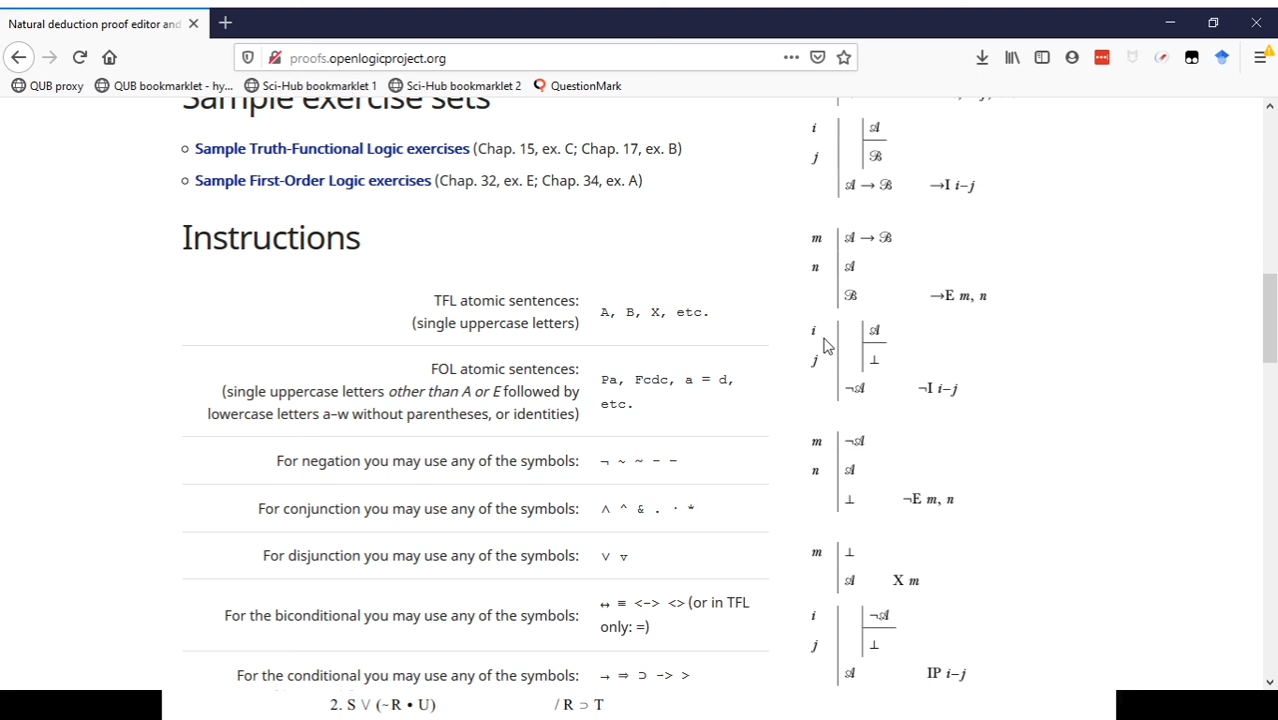 Natural deduction proof editor and
proofs.openlogicproject.org
QUB proxy
QUB bookmarklet - hy...
Sci-Hub bookmarklet 1
Sci-Hub bookmarklet 2
QuestionMark
Sample exercise sets
Sample Truth-Functional Logic exercises (Chap. 15, ex. C; Chap. 17, ex. B)
Sample First-Order Logic exercises (Chap. 32, ex. E; Chap. 34, ex. A)
Instructions
TFL atomic sentences:
(single uppercase letters)
A, B, X, etc.
FOL atomic sentences:
(single uppercase letters other than A or E followed by
lowercase letters a–w without parentheses, or identities)
Pa, Fcdc, a = d,
etc.
For negation you may use any of the symbols:
¬ ~ ∼ − -
For conjunction you may use any of the symbols:
∧ ^ & . · *
For disjunction you may use any of the symbols:
∨ v
For the biconditional you may use any of the symbols:
↔ ≡ <-> <> (or in TFL
only: =)
For the conditional you may use any of the symbols:
→ ⇒ ⊃ -> >
i 𝒜
j ℬ
𝒜 → ℬ →I i–j
m 𝒜 → ℬ
n 𝒜
ℬ →E m, n
i 𝒜
j ⊥
¬𝒜 ¬I i–j
m ¬𝒜
n 𝒜
⊥ ¬E m, n
m ⊥
𝒜 X m
i ¬𝒜
j ⊥
𝒜 IP i–j
2. S ∨ (~R • U) / R ⊃ T